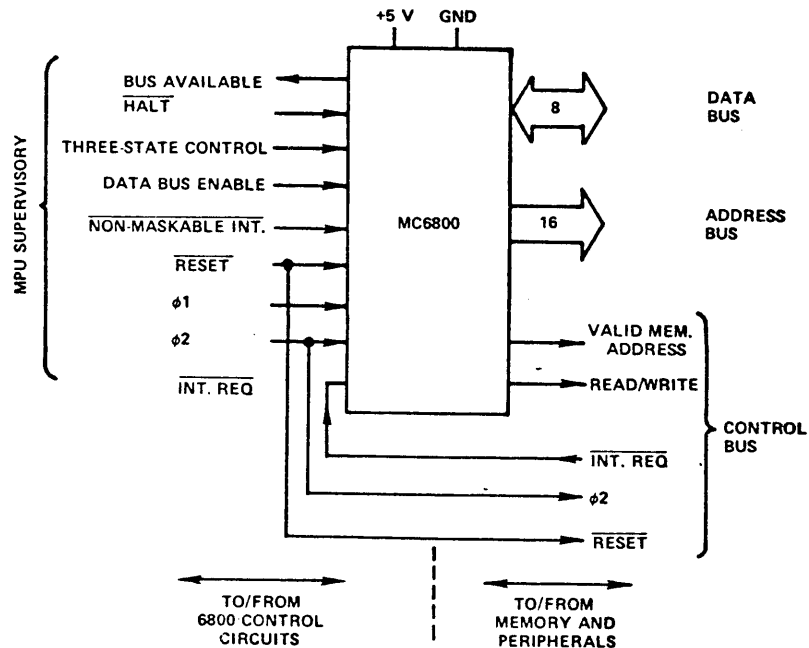 +5 V GND
BUS AVAILABLE
HALT
THREE-STATE CONTROL
DATA BUS ENABLE
NON-MASKABLE INT.
RESET
φ1
φ2
INT. REQ
MPU SUPERVISORY
MC6800
8
DATA
BUS
16
ADDRESS
BUS
VALID MEM.
ADDRESS
READ/WRITE
INT. REQ
φ2
RESET
CONTROL
BUS
TO/FROM
6800 CONTROL
CIRCUITS
TO/FROM
MEMORY AND
PERIPHERALS